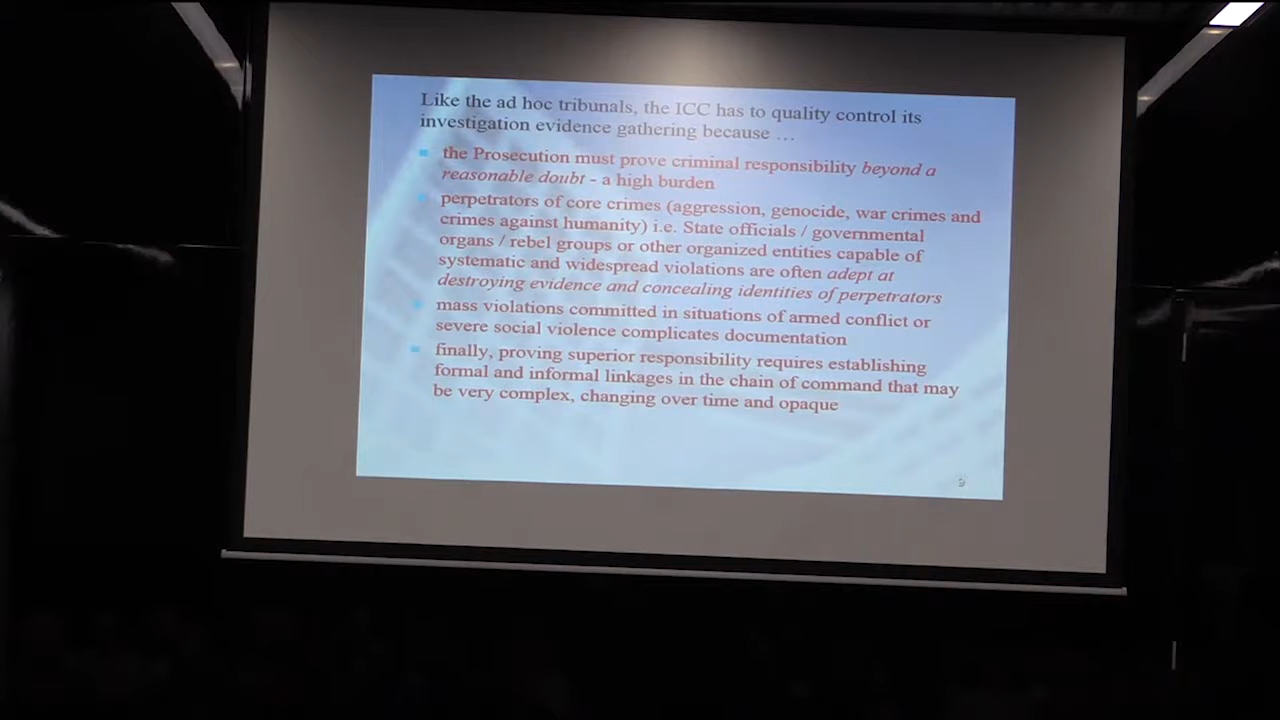 Like the ad hoc tribunals, the ICC has to quality control its
investigation evidence gathering because …
the Prosecution must prove criminal responsibility beyond a
reasonable doubt - a high burden
perpetrators of core crimes (aggression, genocide, war crimes and
crimes against humanity) i.e. State officials / governmental
organs / rebel groups or other organized entities capable of
systematic and widespread violations are often adept at
destroying evidence and concealing identities of perpetrators
mass violations committed in situations of armed conflict or
severe social violence complicates documentation
finally, proving superior responsibility requires establishing
formal and informal linkages in the chain of command that may
be very complex, changing over time and opaque
9